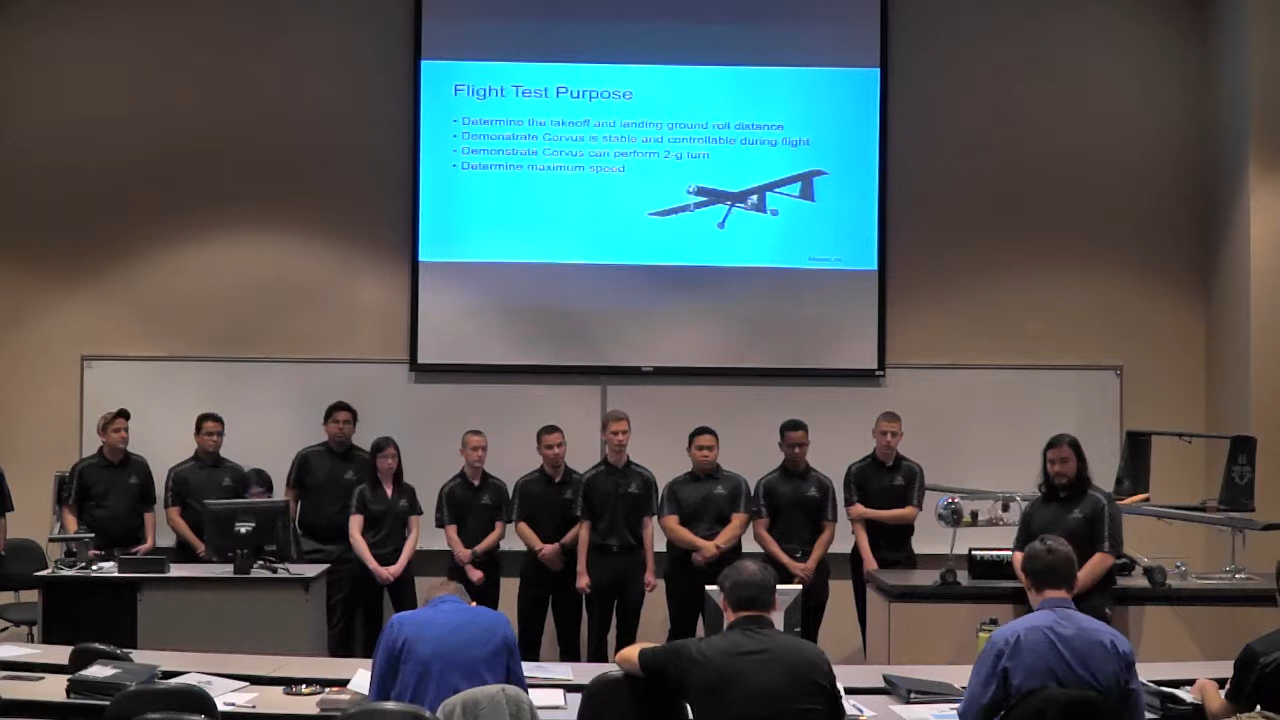 Flight Test Purpose
• Determine the takeoff and landing ground roll distance
• Demonstrate Corvus is stable and controllable during flight
• Demonstrate Corvus can perform 2-g turn
• Determine maximum speed